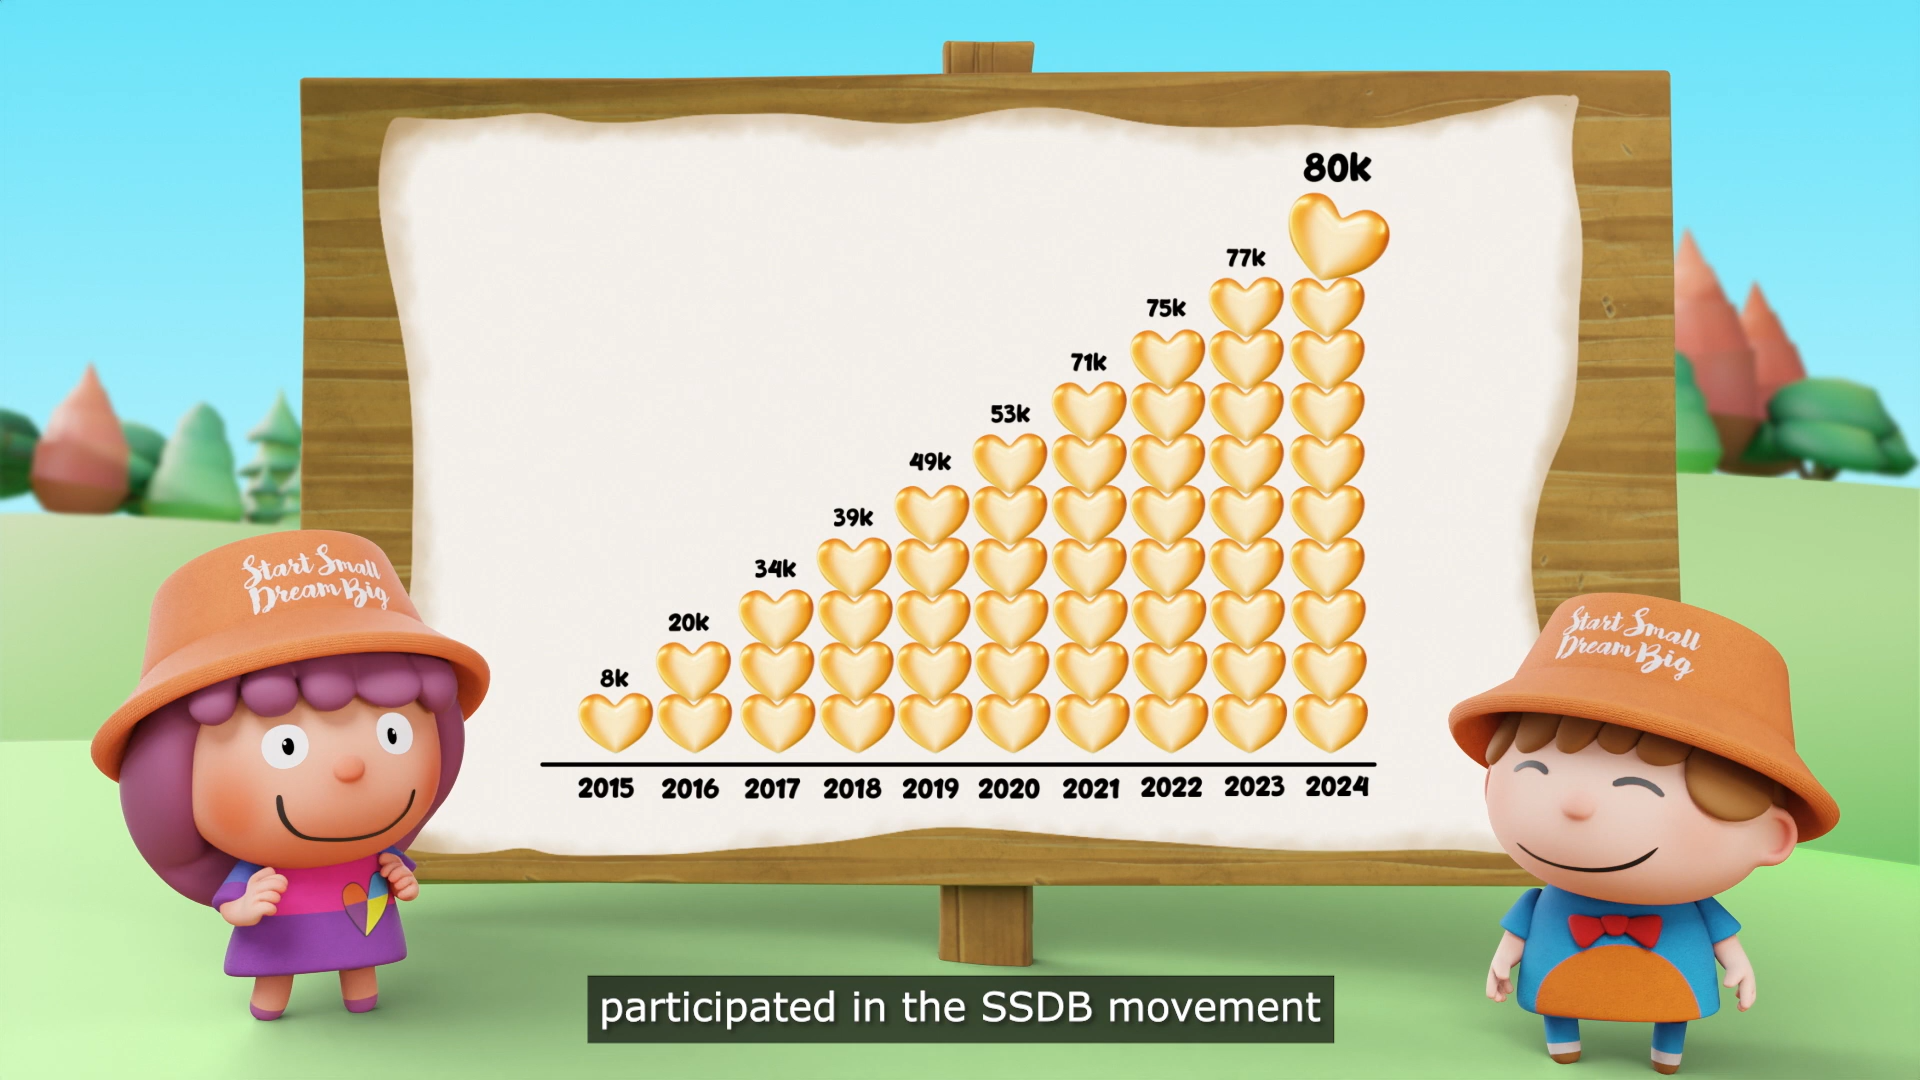 80k
77k
75k
71k
53k
49k
39k
34k
20k
8k
2015 2016 2017 2018 2019 2020 2021 2022 2023 2024
Start Small
Dream Big
Start Small
Dream Big
participated in the SSDB movement